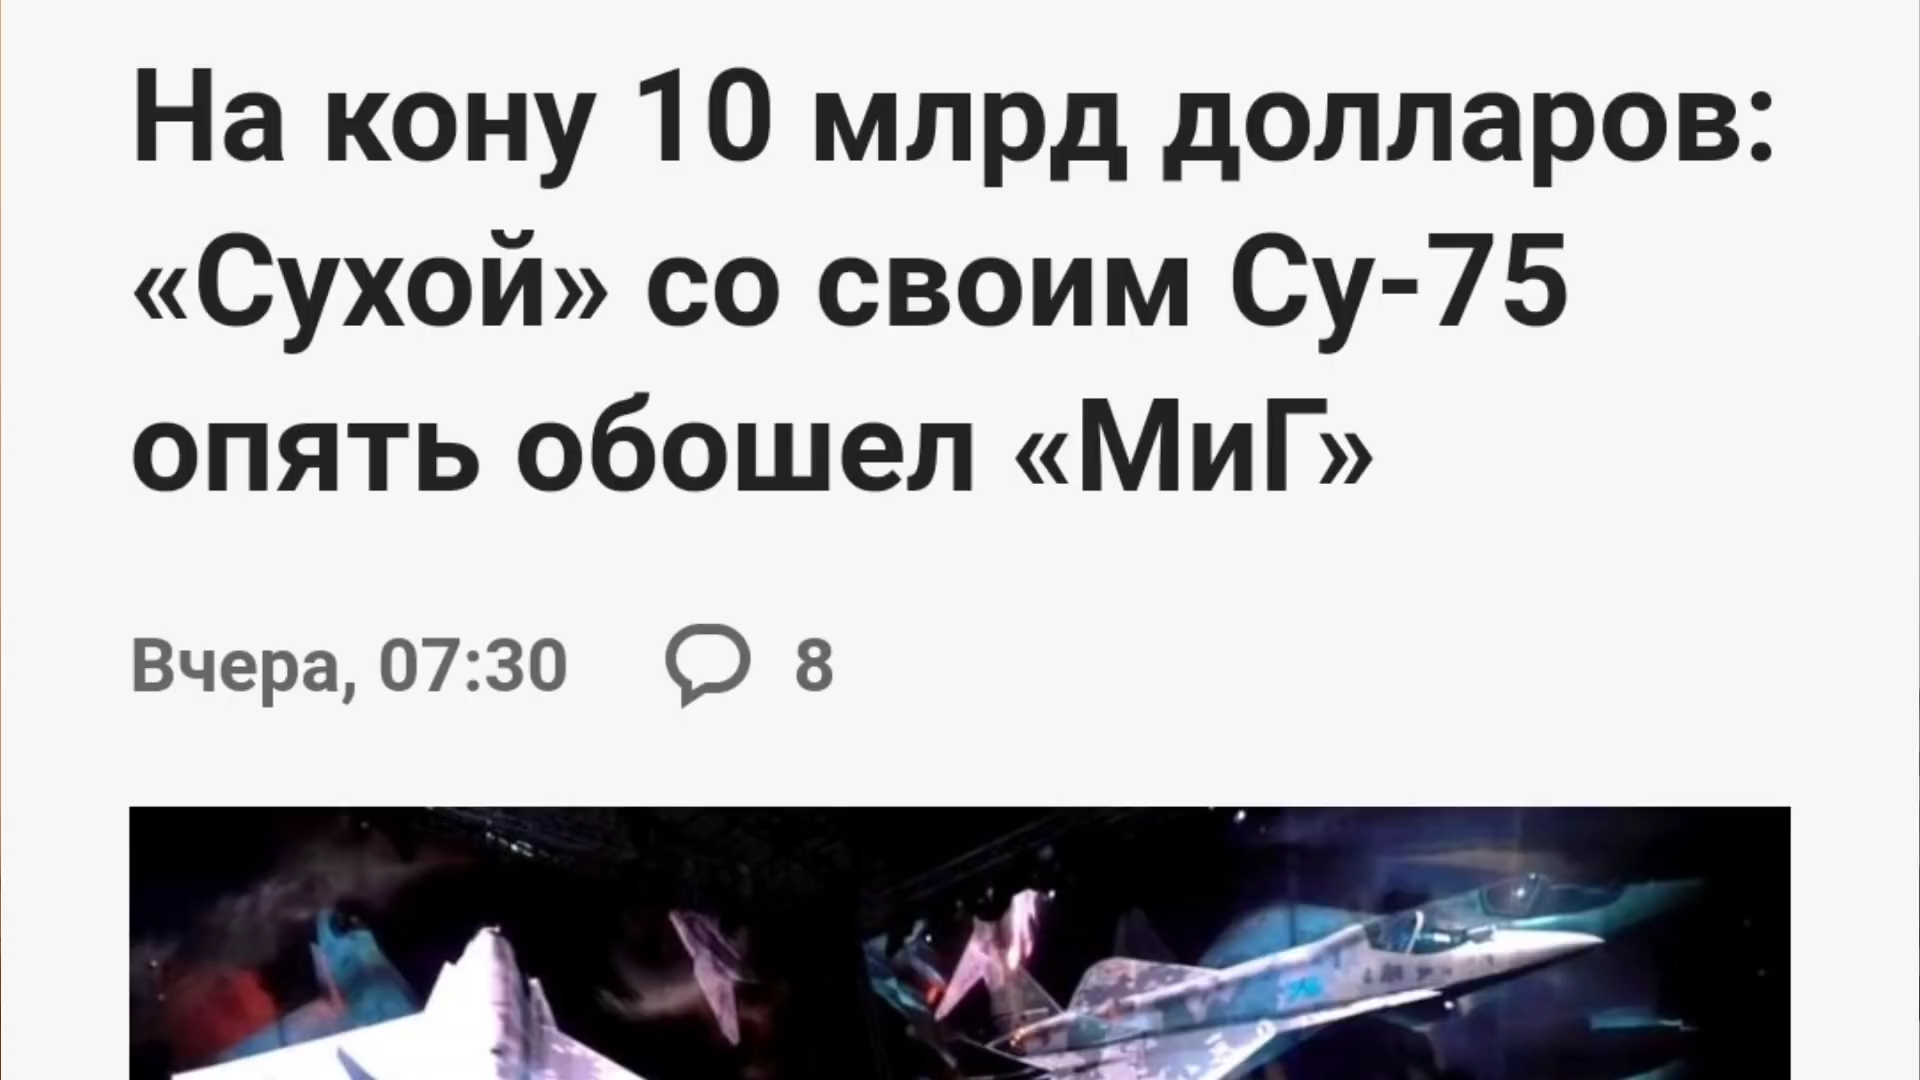 На кону 10 млрд долларов:
«Сухой» со своим Су-75
опять обошел «МиГ»
Вчера, 07:30 8